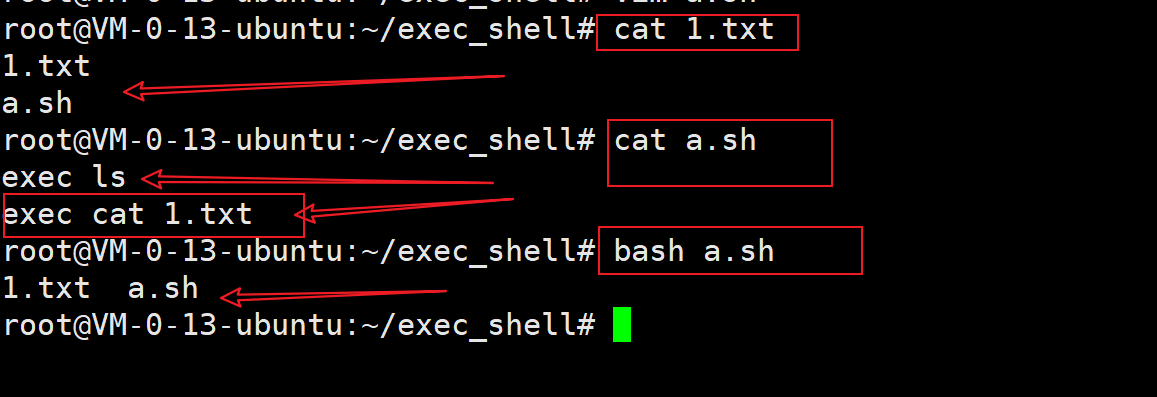 root@VM-0-13-ubuntu:~/exec_shell# cat 1.txt
1.txt
a.sh
root@VM-0-13-ubuntu:~/exec_shell# cat a.sh
exec ls
exec cat 1.txt
root@VM-0-13-ubuntu:~/exec_shell# bash a.sh
1.txt  a.sh
root@VM-0-13-ubuntu:~/exec_shell#